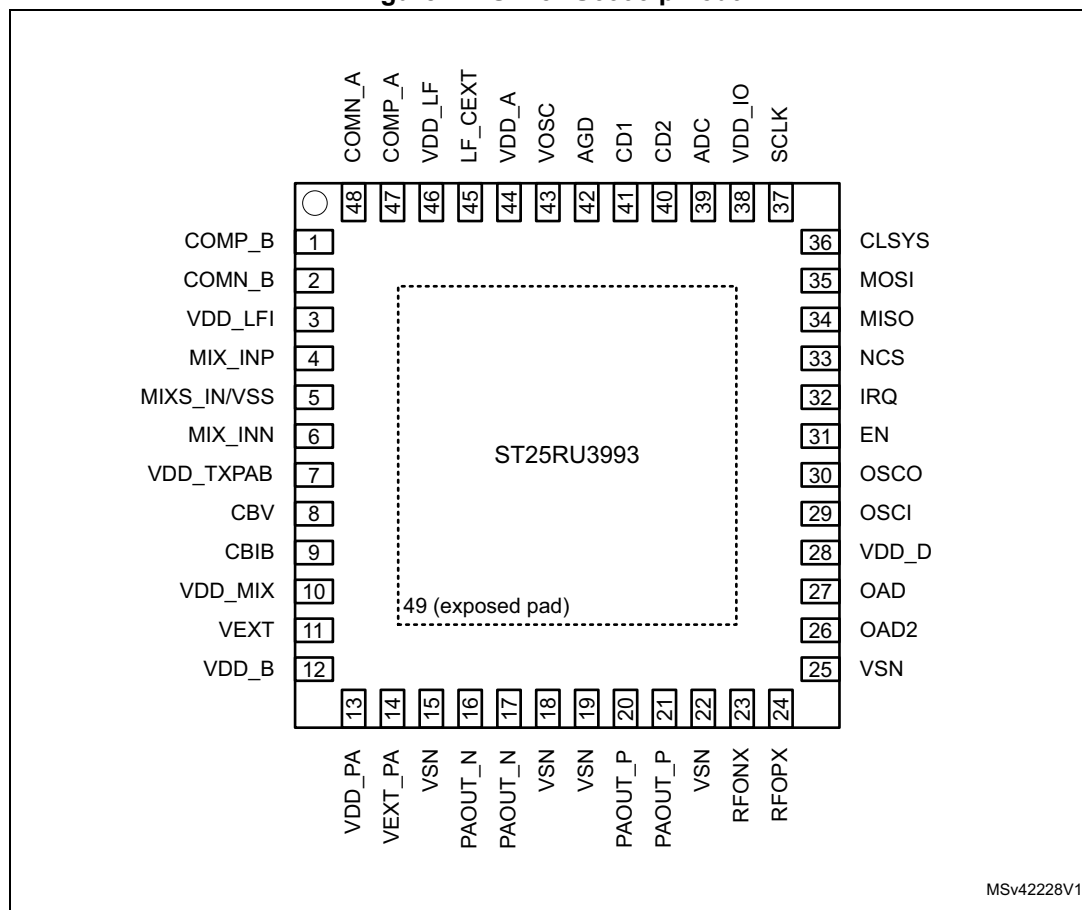 COMN_A
COMP_A
VDD_LF
LF_CEXT
VDD_A
VOSC
AGD
CD1
CD2
ADC
VDD_IO
SCLK
48 47 46 45 44 43 42 41 40 39 38 37
COMP_B 1 36 CLSYS
COMN_B 2 35 MOSI
VDD_LFI 3 34 MISO
MIX_INP 4 33 NCS
MIXS_IN/VSS 5 32 IRQ
MIX_INN 6 31 EN
ST25RU3993
VDD_TXPAB 7 30 OSCO
CBV 8 29 OSCI
CBIB 9 28 VDD_D
VDD_MIX 10 27 OAD
49 (exposed pad)
VEXT 11 26 OAD2
VDD_B 12 25 VSN
13 14 15 16 17 18 19 20 21 22 23 24
VDD_PA
VEXT_PA
VSN
PAOUT_N
PAOUT_N
VSN
VSN
PAOUT_P
PAOUT_P
VSN
RFONX
RFOPX
MSv42228V1